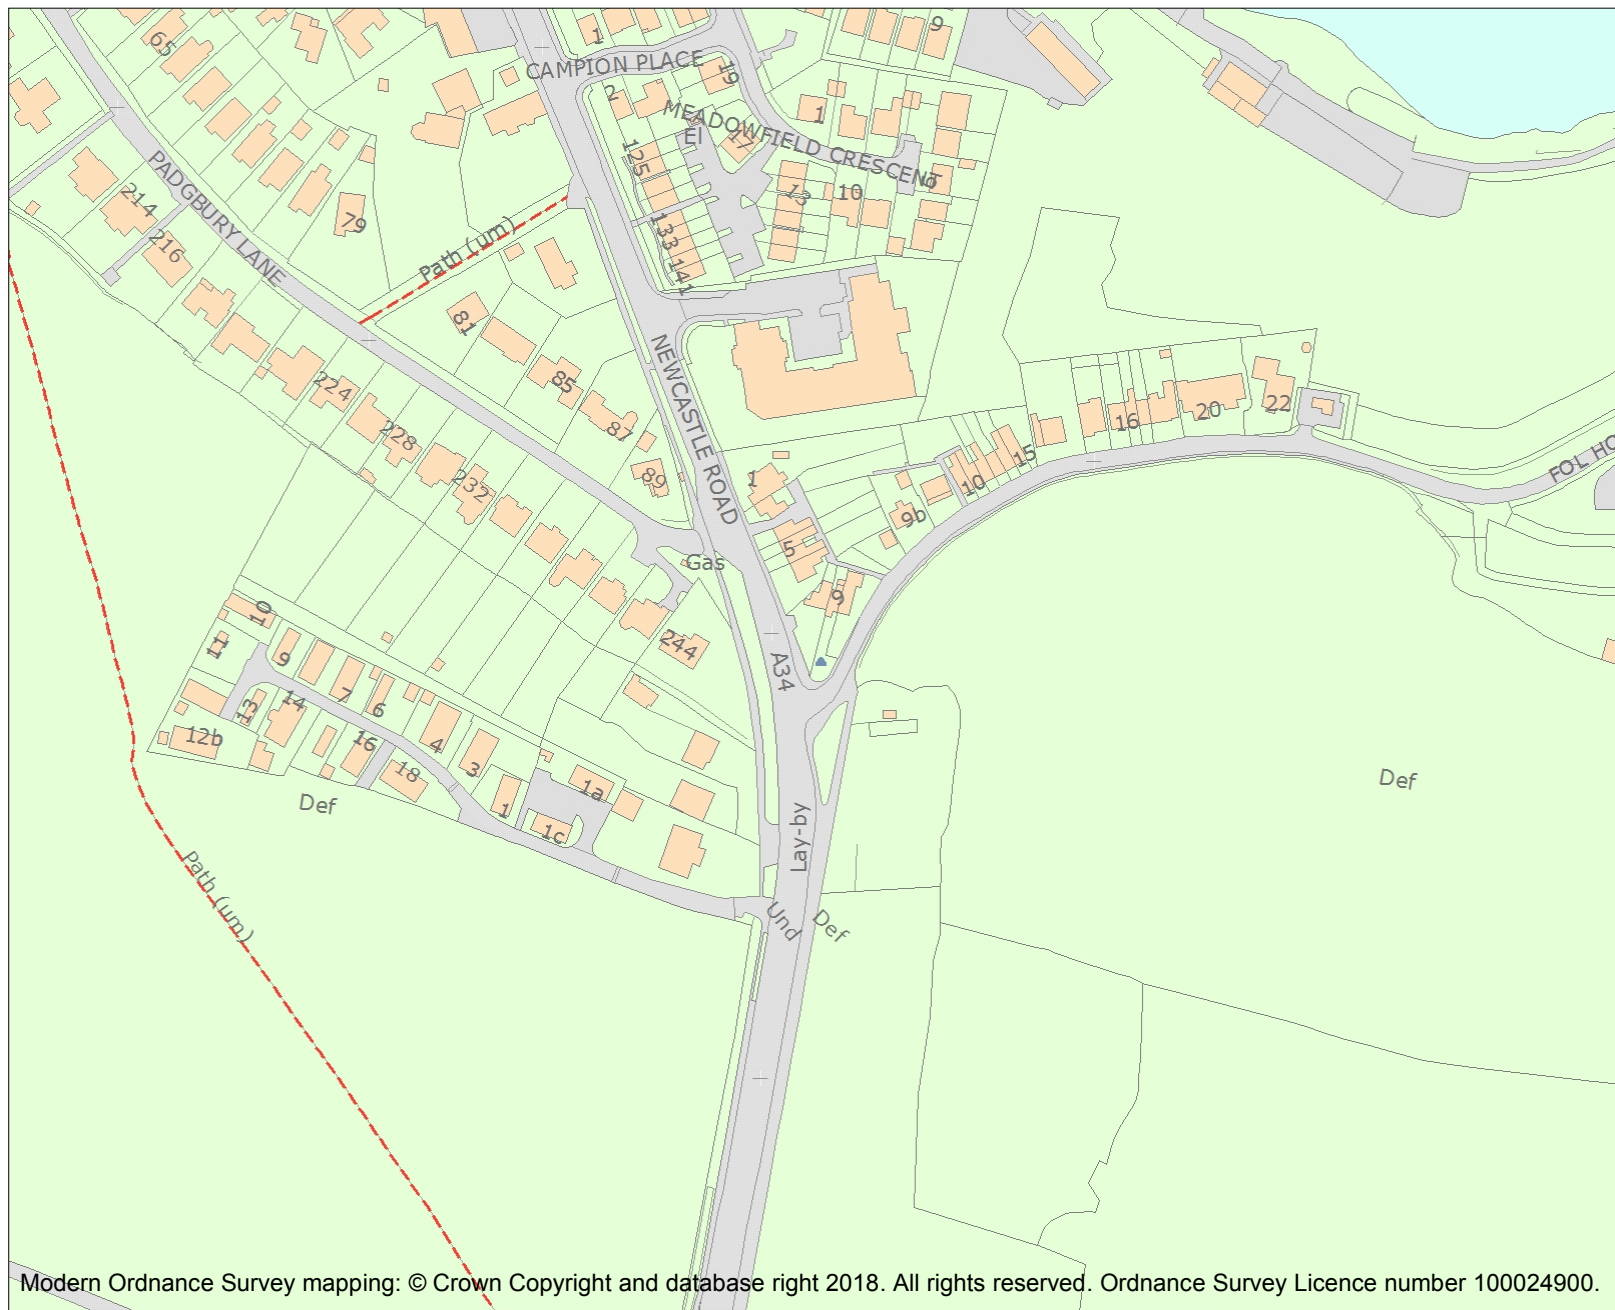 65
1
9
CAMPION PLACE
19
2
MEADOWFIELD CRESCENT
1
El
17
125
PADGBURY LANE
214
13
10
6
79
216
133
Path (um)
141
81
NEWCASTLE ROAD
224
85
22
20
16
87
228
15
FOL HO
89
1
232
10
9b
5
Gas
9
10
11
244
9
A34
7
14
6
13
12b
16
4
3
18
1a
1
Def
1c
Def
Lay-by
Path (um)
Und
Def
Modern Ordnance Survey mapping: © Crown Copyright and database right 2018. All rights reserved. Ordnance Survey Licence number 100024900.